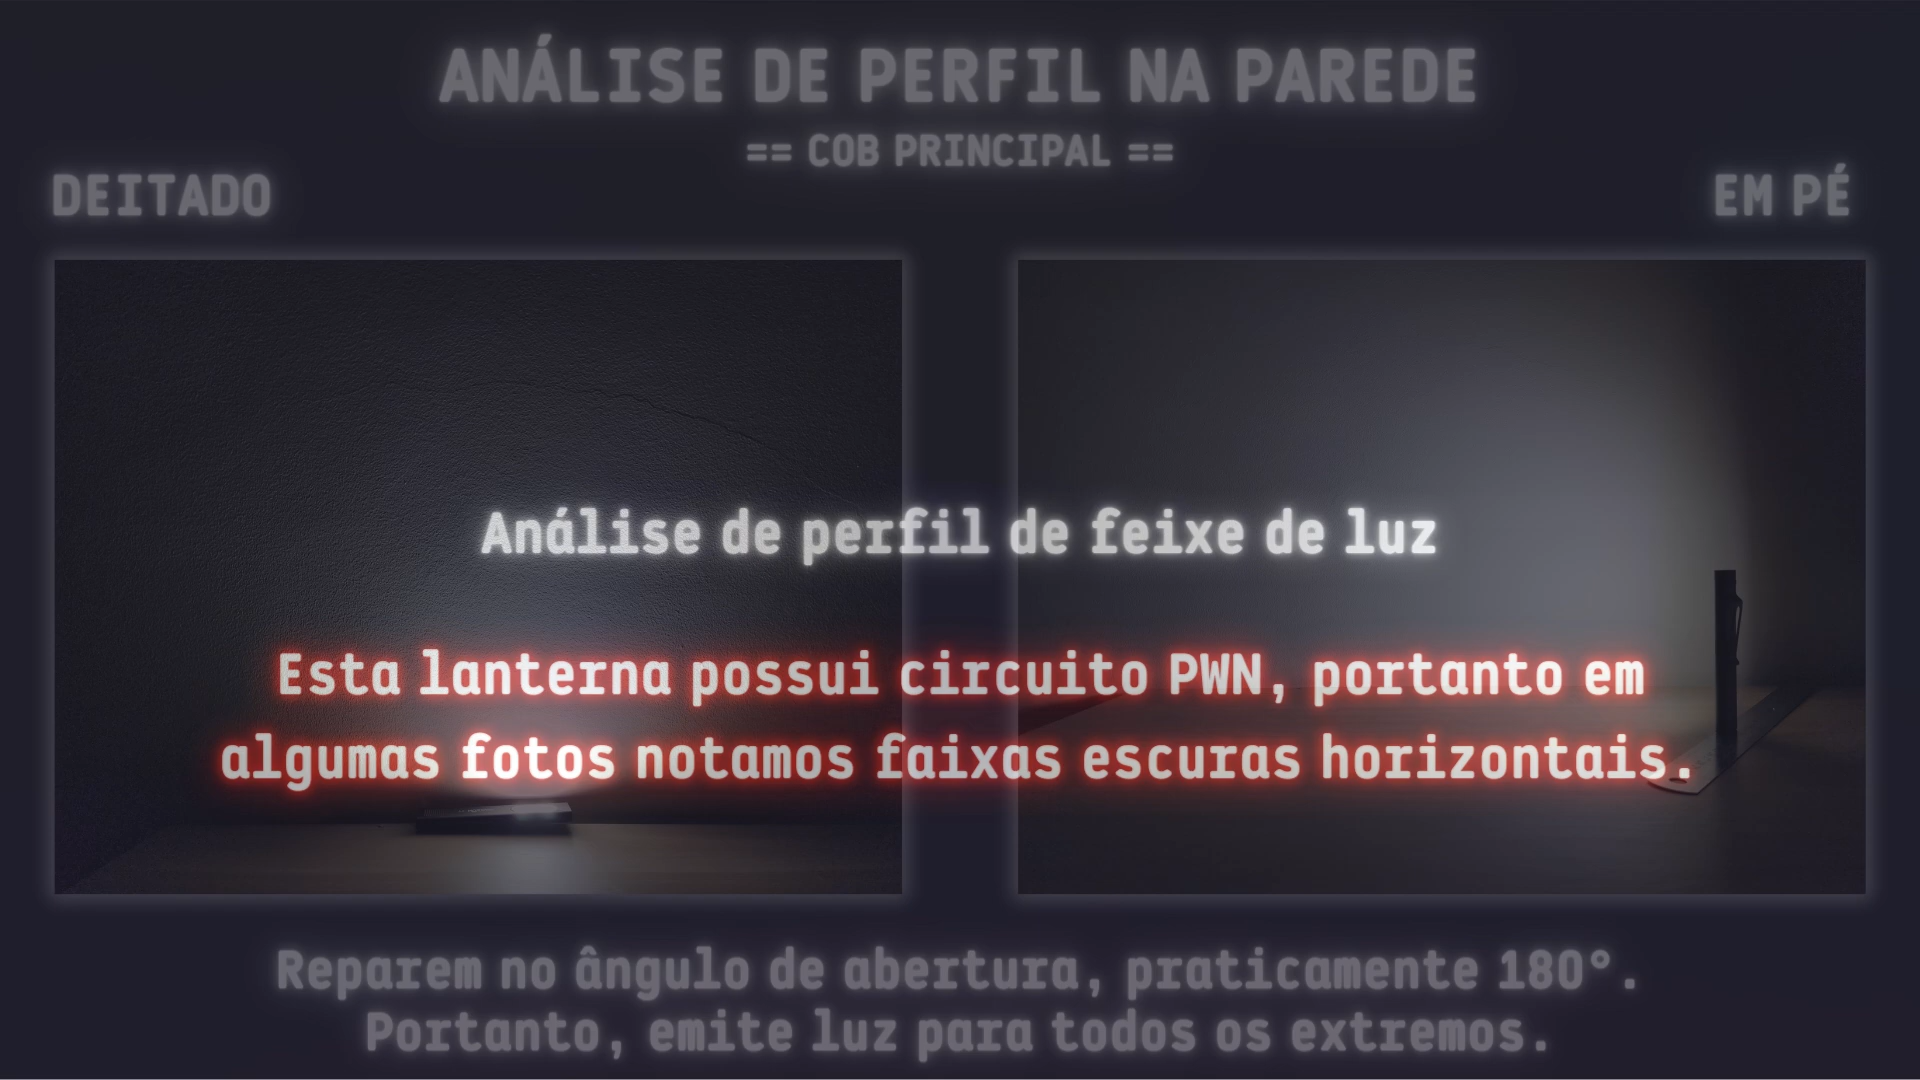 ANÁLISE DE PERFIL NA PAREDE
== COB PRINCIPAL ==
DEITADO
EM PÉ
Análise de perfil de feixe de luz
Esta lanterna possui circuito PWN, portanto em
algumas fotos notamos faixas escuras horizontais.
Reparem no ângulo de abertura, praticamente 180°.
Portanto, emite luz para todos os extremos.